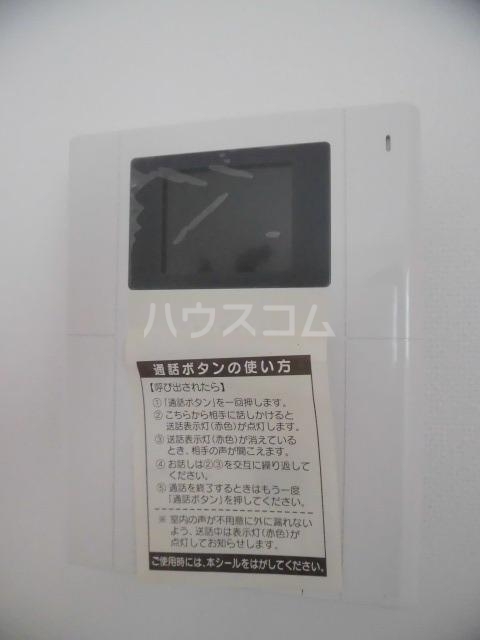 ハウスコム
通話ボタンの使い方
【呼び出されたら】
①「通話ボタン」を一回押します。
②こちらから相手に話しかけると
送話表示灯(赤色)が点灯します。
③送話表示灯(赤色)が消えている
とき、相手の声が聞こえます。
④お話しは②③を交互に繰り返して
ください。
⑤通話を終了するときはもう一度
「通話ボタン」を押してください。
※室内の声が不用意に外に漏れない
よう、送話中は表示灯(赤色)が
点灯してお知らせします。
ご使用時には、本シールをはがしてください。